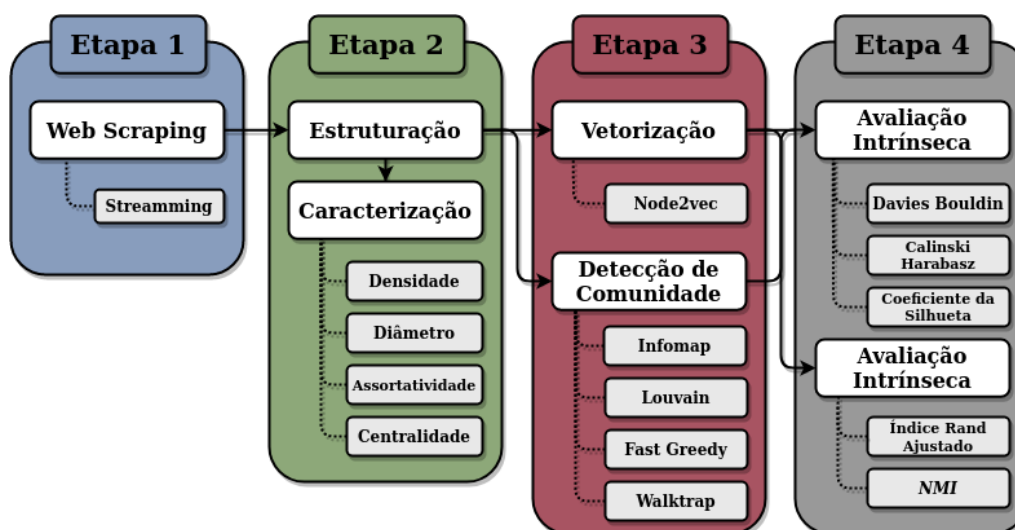 Etapa 1
Web Scraping
Streamming
Etapa 2
Estruturação
Caracterização
Densidade
Diâmetro
Assortatividade
Centralidade
Etapa 3
Vetorização
Node2vec
Detecção de
Comunidade
Infomap
Louvain
Fast Greedy
Walktrap
Etapa 4
Avaliação
Intrínseca
Davies Bouldin
Calinski
Harabasz
Coeficiente da
Silhueta
Avaliação
Intrínseca
Índice Rand
Ajustado
NMI